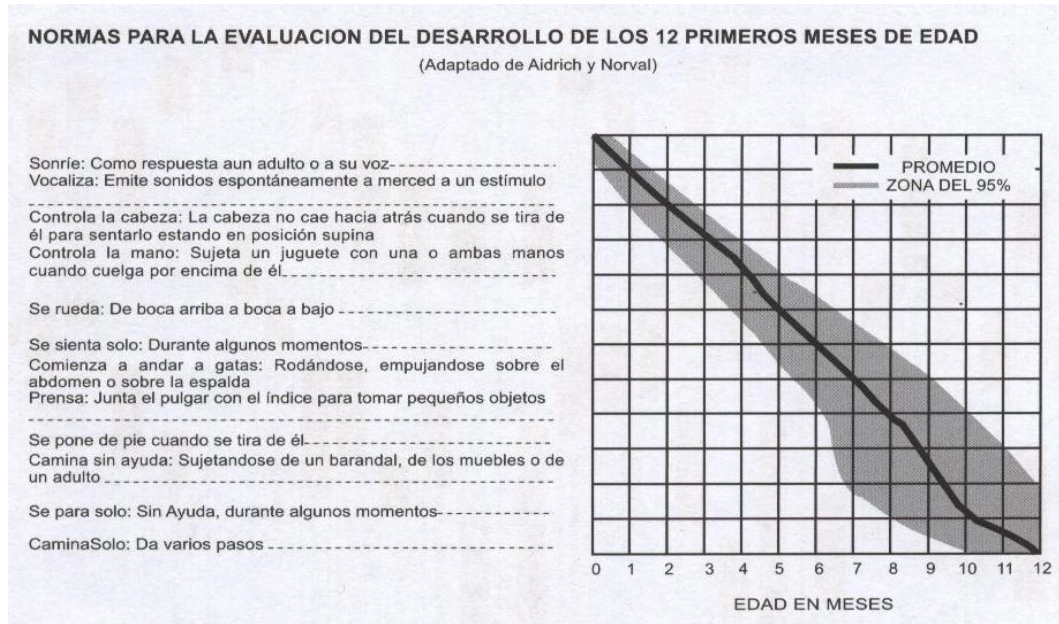 NORMAS PARA LA EVALUACION DEL DESARROLLO DE LOS 12 PRIMEROS MESES DE EDAD
(Adaptado de Aidrich y Norval)
Sonríe: Como respuesta aun adulto o a su voz
Vocaliza: Emite sonidos espontáneamente a merced a un estímulo
Controla la cabeza: La cabeza no cae hacia atrás cuando se tira de
él para sentarlo estando en posición supina
Controla la mano: Sujeta un juguete con una o ambas manos
cuando cuelga por encima de él
Se rueda: De boca arriba a boca a bajo
Se sienta solo: Durante algunos momentos
Comienza a andar a gatas: Rodándose, empujandose sobre el
abdomen o sobre la espalda
Prensa: Junta el pulgar con el índice para tomar pequeños objetos
Se pone de pie cuando se tira de él
Camina sin ayuda: Sujetandose de un barandal, de los muebles o de
un adulto
Se para solo: Sin Ayuda, durante algunos momentos
CaminaSolo: Da varios pasos
PROMEDIO
ZONA DEL 95%
0 1 2 3 4 5 6 7 8 9 10 11 12
EDAD EN MESES